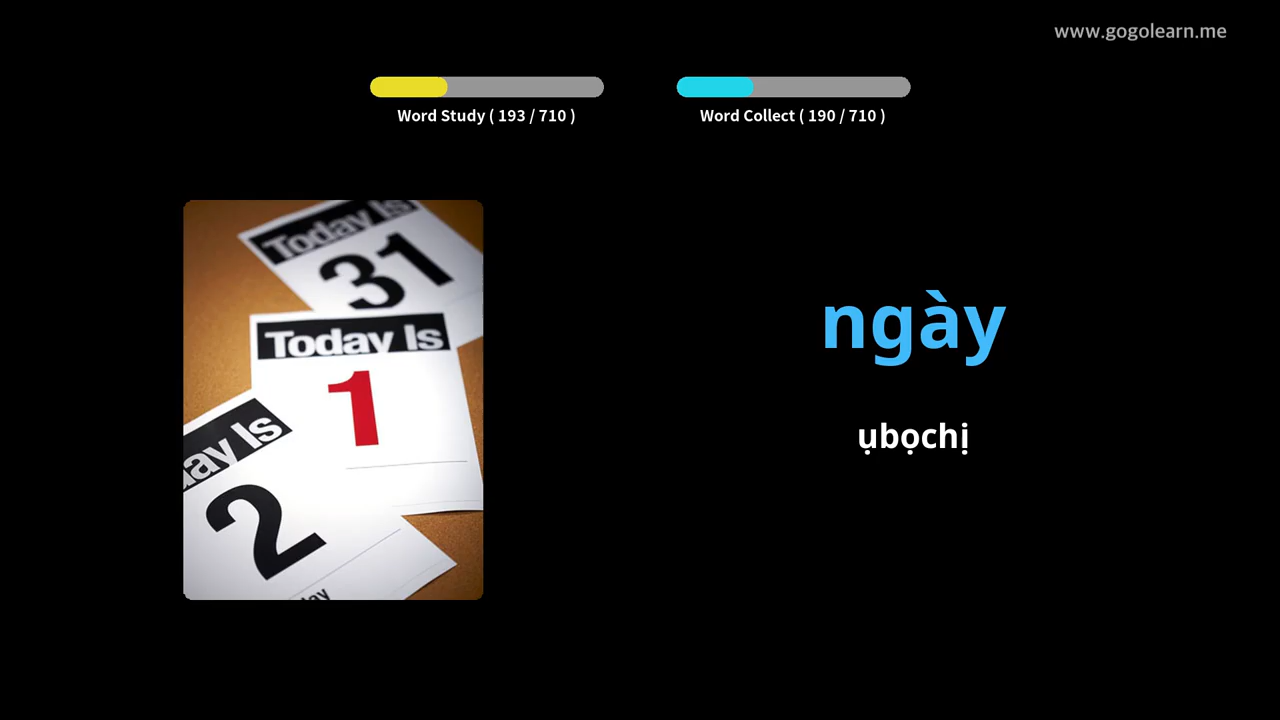 www.gogolearn.me
Word Study ( 193 / 710 )
Word Collect ( 190 / 710 )
Today Is
31
Today Is
1
ay Is
2
ngày
ụbọchị